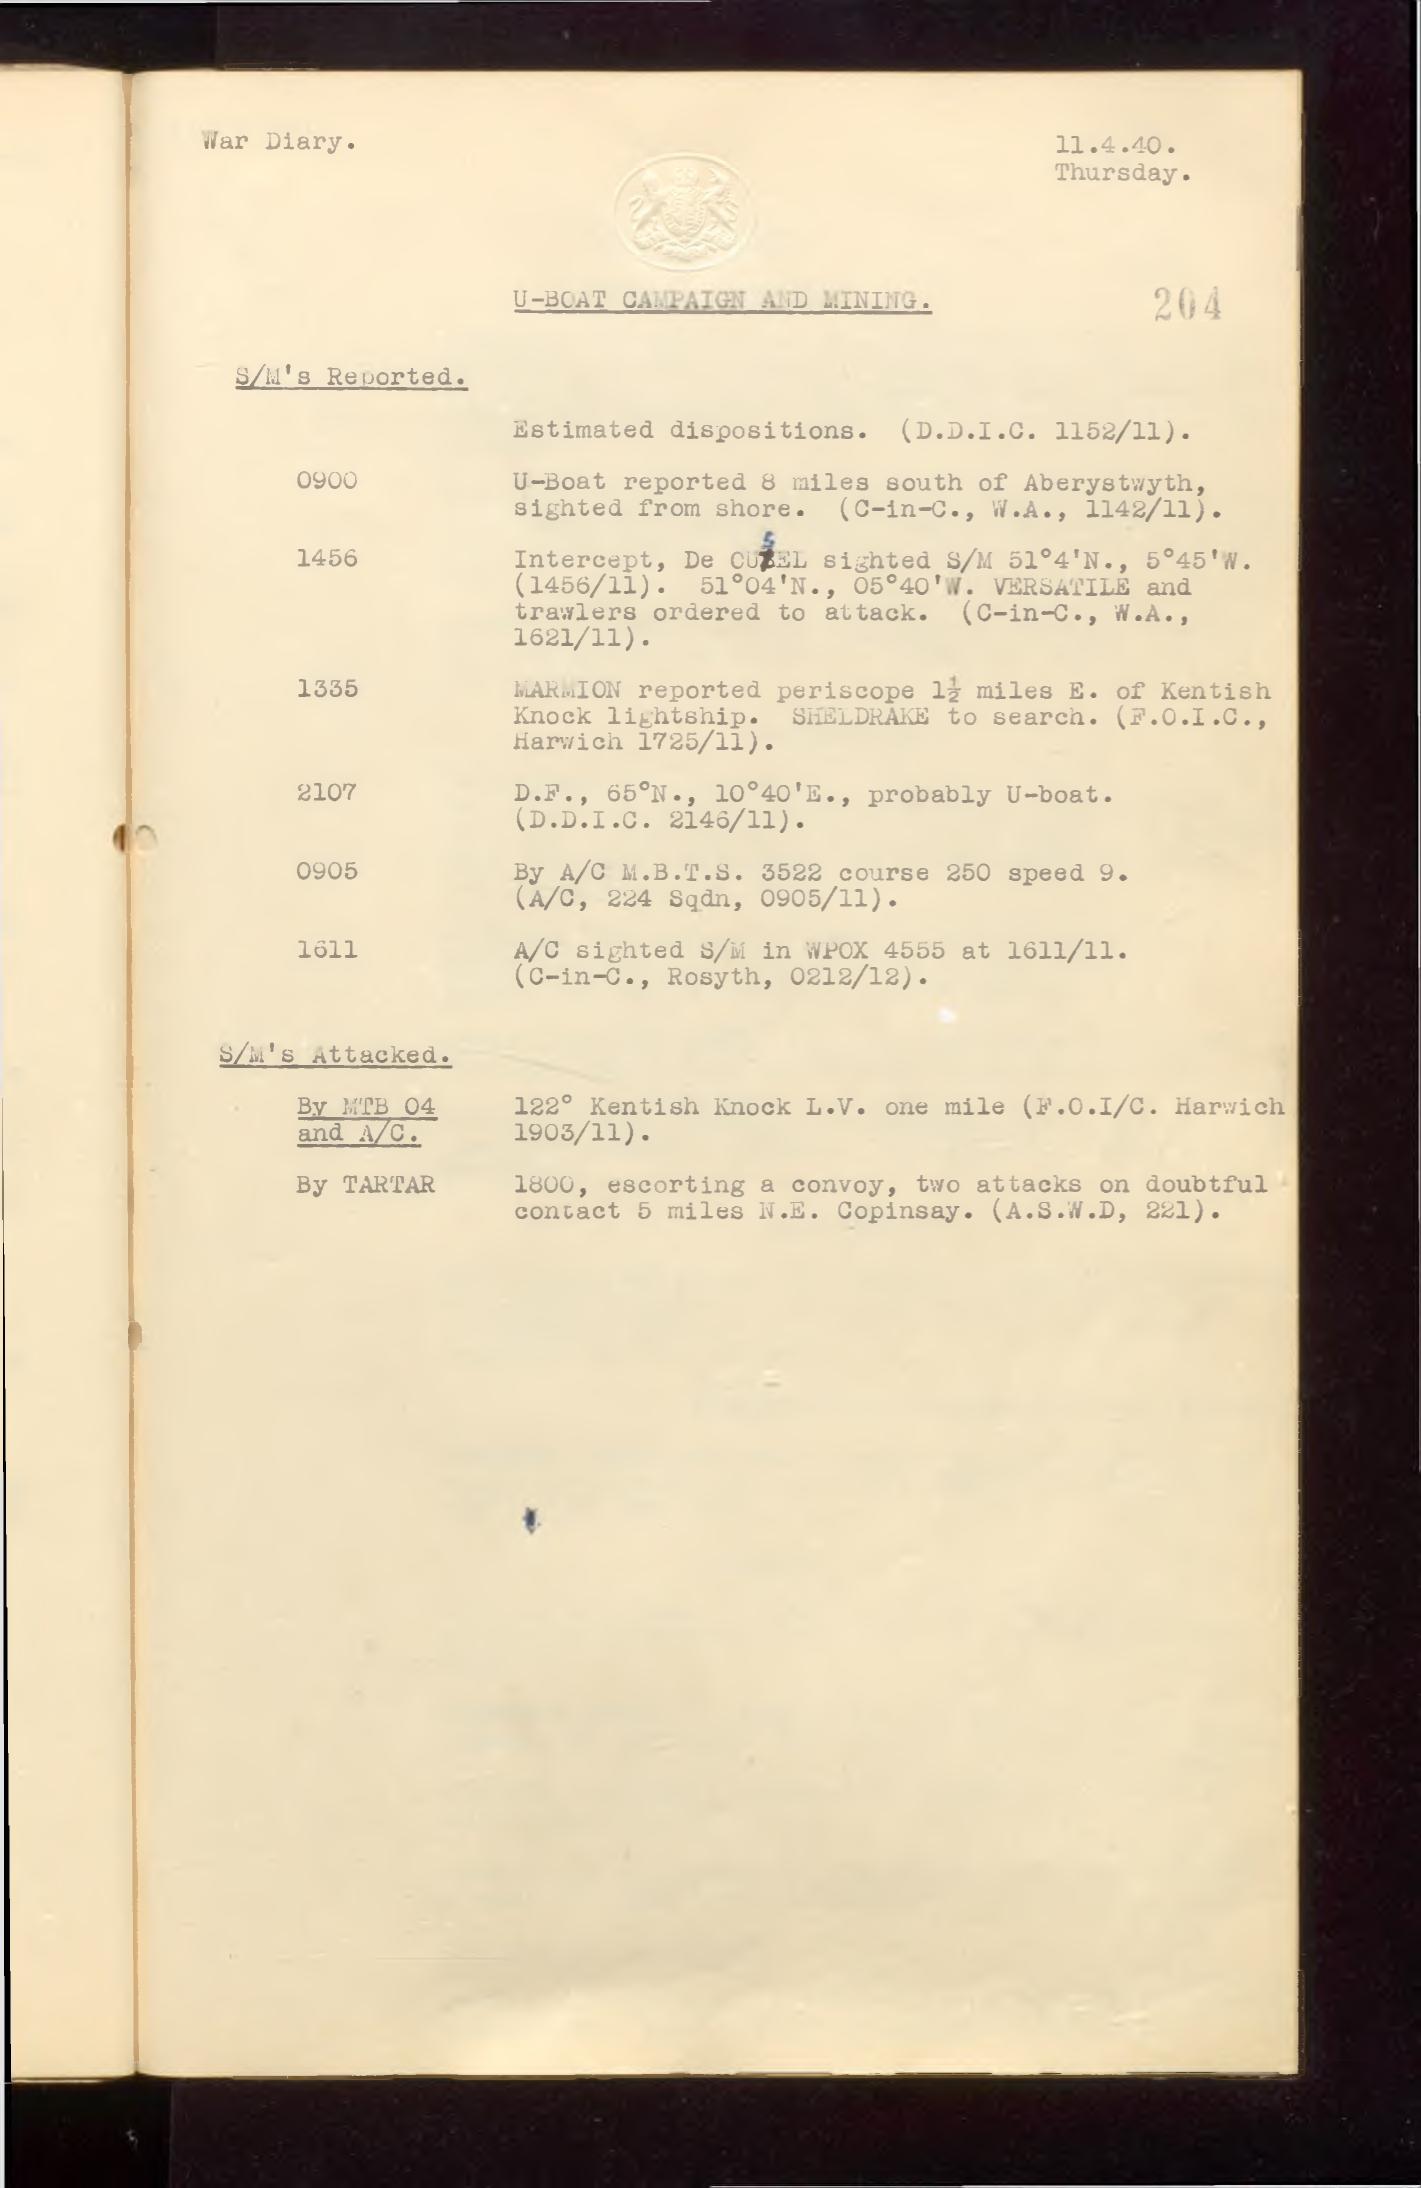 War Diary.
11.4.40.
Thursday.
U-BOAT CAMPAIGN AND MINING.
204
S/M's Reported.
Estimated dispositions. (D.D.I.C. 1152/11).
0900 U-Boat reported 8 miles south of Aberystwyth,
sighted from shore. (C-in-C., W.A., 1142/11).
1456 Intercept, De CUSEL sighted S/M 51°4'N., 5°45'W.
(1456/11). 51°04'N., 05°40'W. VERSATILE and
trawlers ordered to attack. (C-in-C., W.A.,
1621/11).
1335 MARMION reported periscope 1½ miles E. of Kentish
Knock lightship. SHELDRAKE to search. (F.O.I.C.,
Harwich 1725/11).
2107 D.F., 65°N., 10°40'E., probably U-boat.
(D.D.I.C. 2146/11).
0905 By A/C M.B.T.S. 3522 course 250 speed 9.
(A/C, 224 Sqdn, 0905/11).
1611 A/C sighted S/M in WPOX 4555 at 1611/11.
(C-in-C., Rosyth, 0212/12).
S/M's Attacked.
By MTB 04 122° Kentish Knock L.V. one mile (F.O.I/C. Harwich
and A/C. 1903/11).
By TARTAR 1800, escorting a convoy, two attacks on doubtful
contact 5 miles N.E. Copinsay. (A.S.W.D, 221).